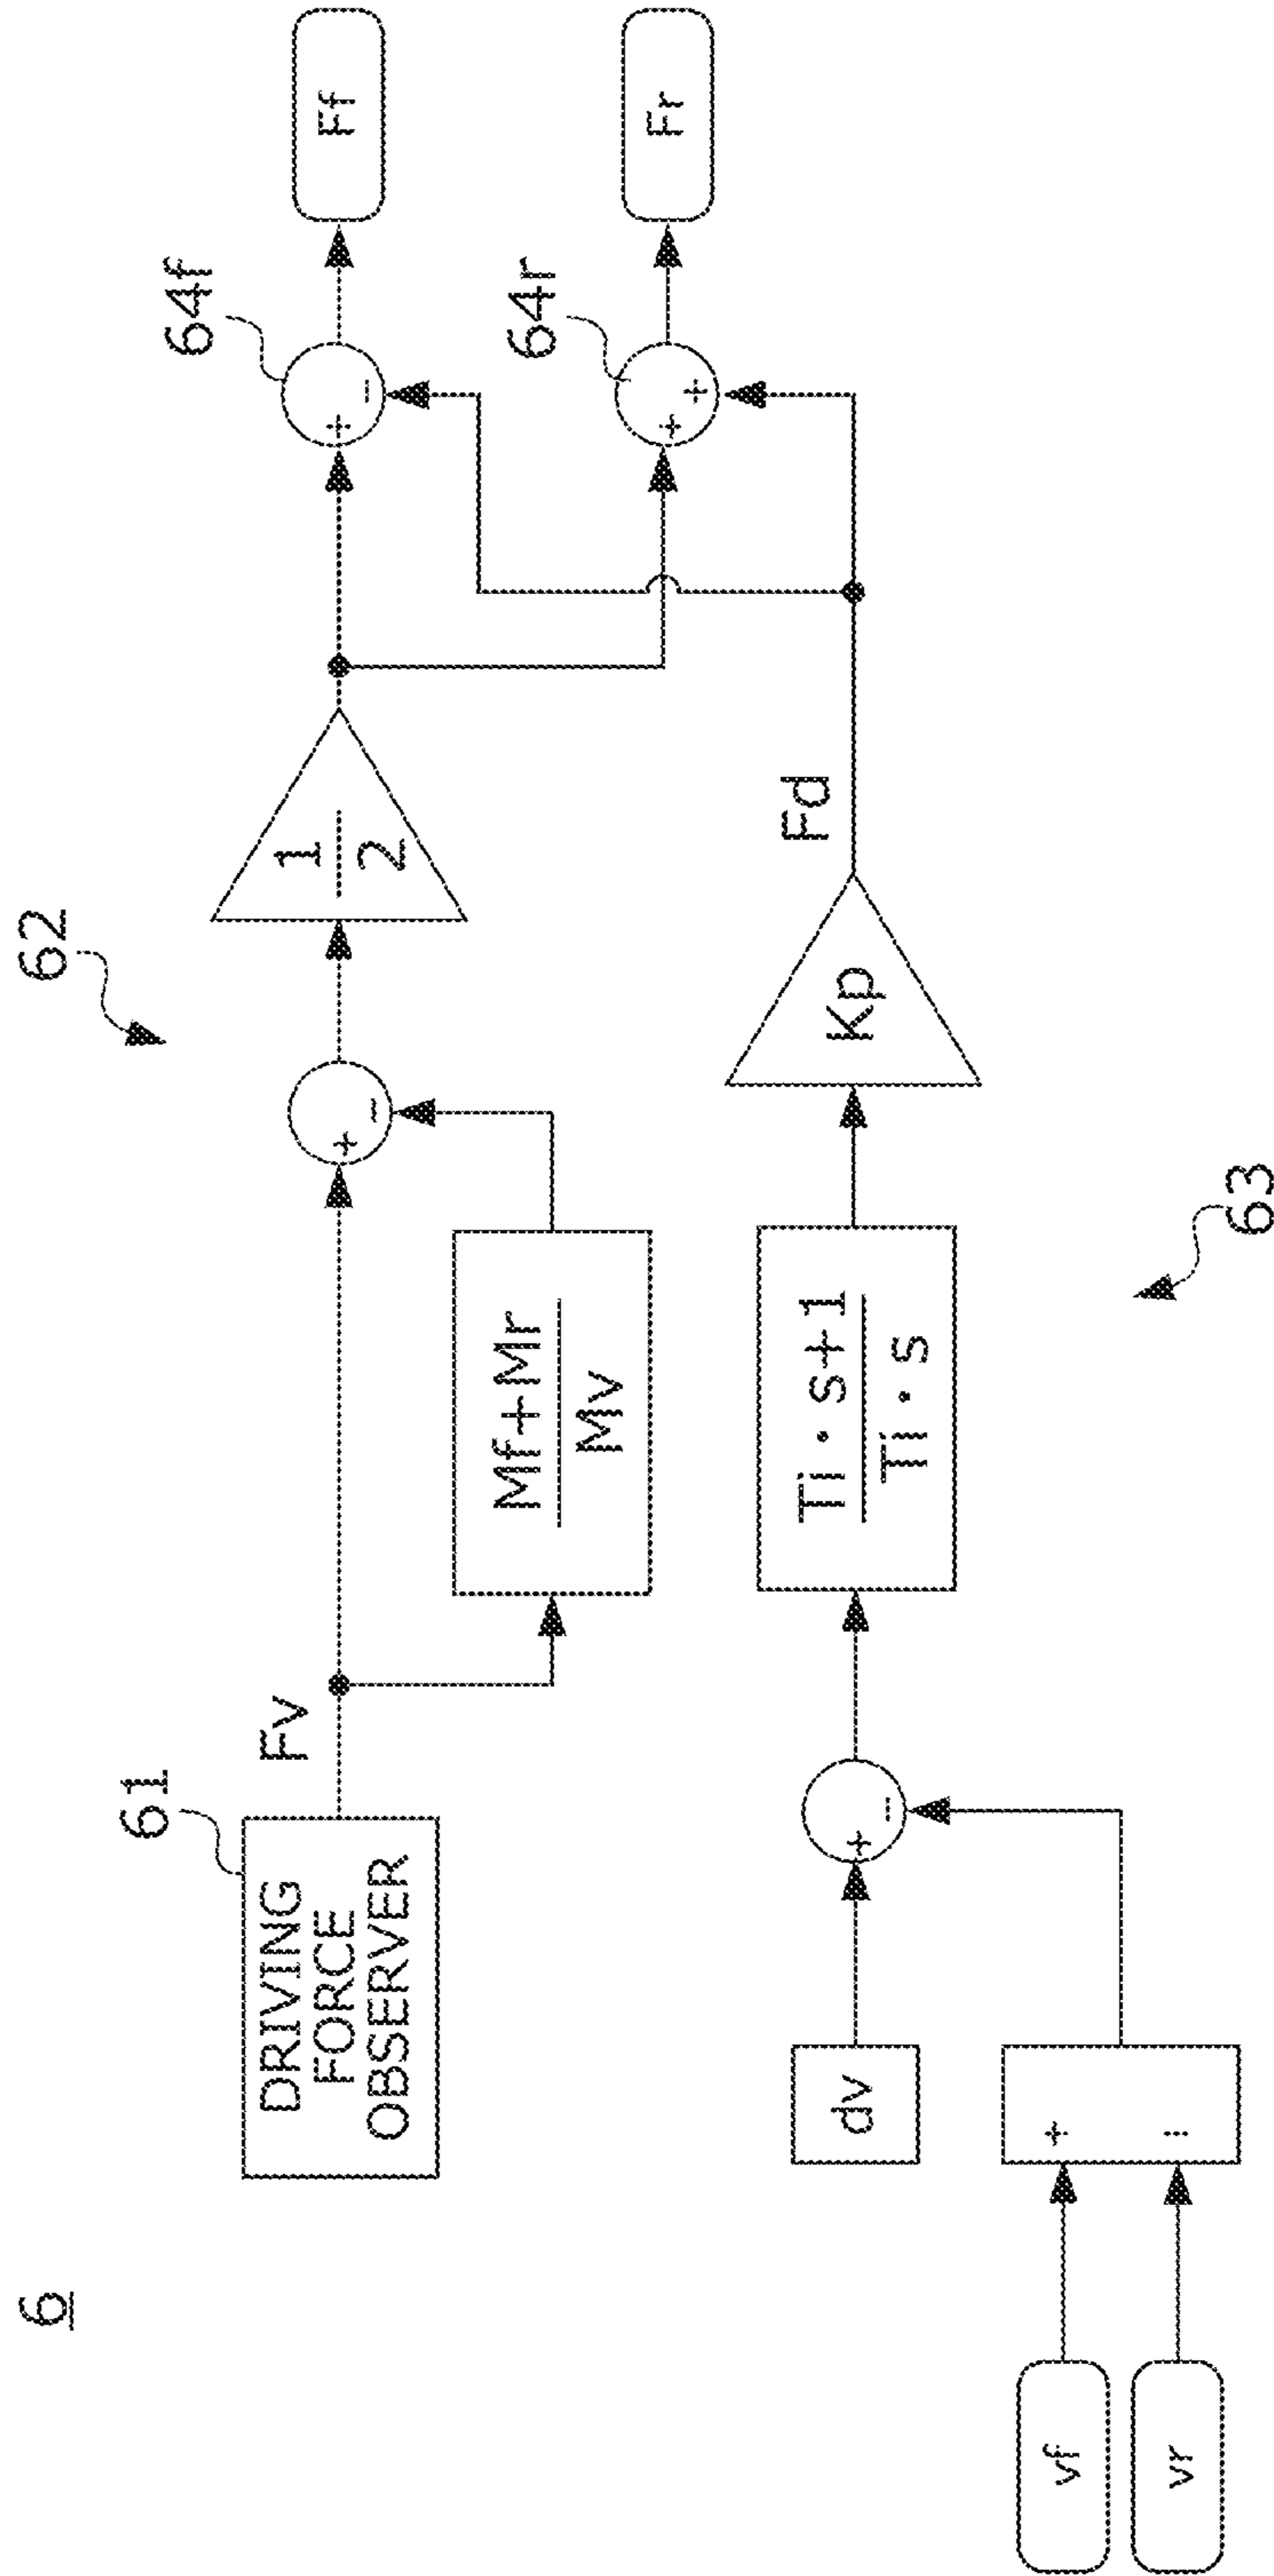 6
61
DRIVING
FORCE
OBSERVER
Fv
Mf+Mr
Mv
+
−
62
1
2
+
−
64f
Ff
+
+
64r
Fr
dv
vf
vr
+
−
+
−
Ti・s+1
Ti・s
Kp
Fd
63